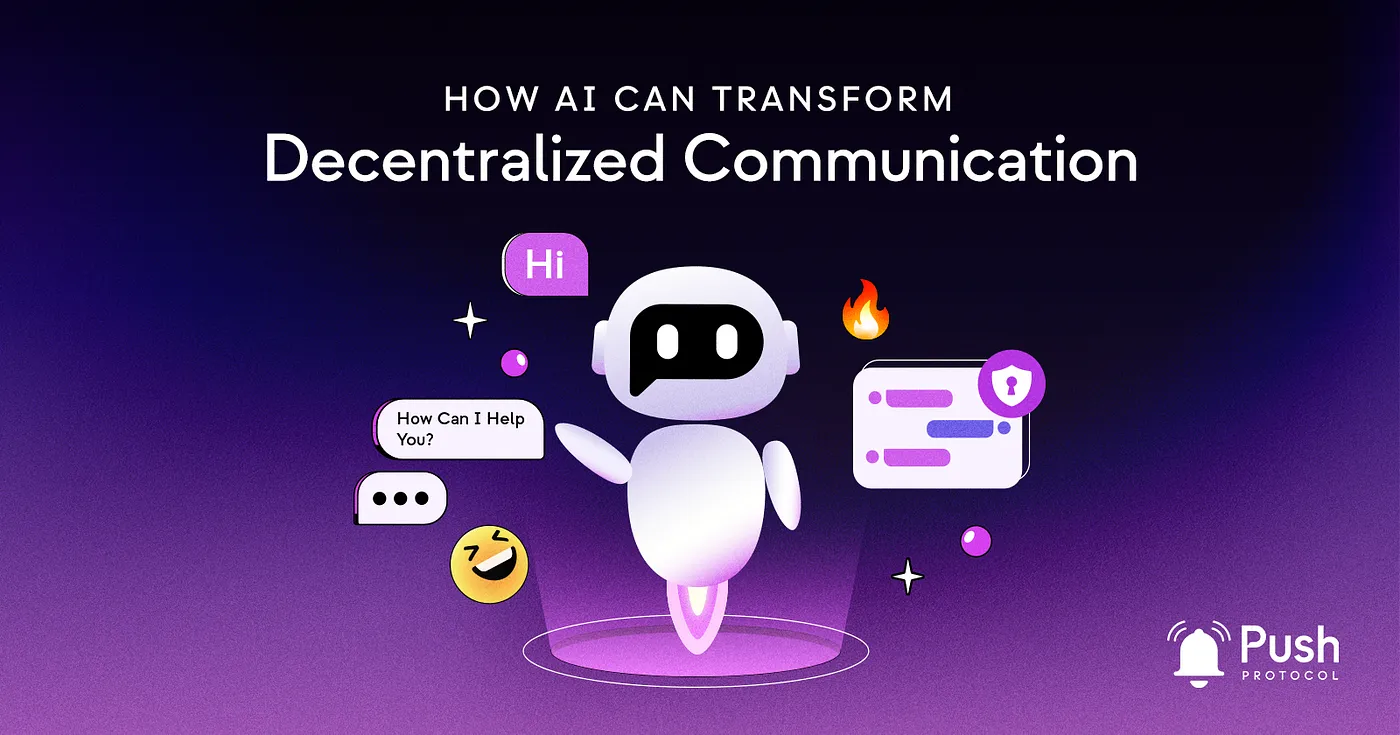 HOW AI CAN TRANSFORM
Decentralized Communication
Hi
How Can I Help
You?
Push
PROTOCOL